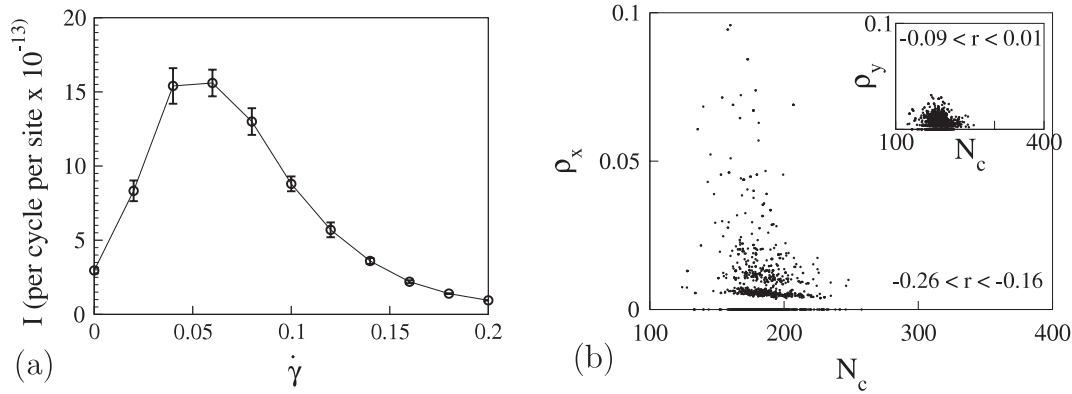 20
15
10
5
0
0
0.05
0.1
0.15
0.2
I (per cycle per site x 10^-13)
γ̇
(a)
0.1
0.05
0
100
200
300
400
ρ_x
N_c
-0.26 < r < -0.16
0.1
-0.09 < r < 0.01
ρ_y
100
400
N_c
(b)